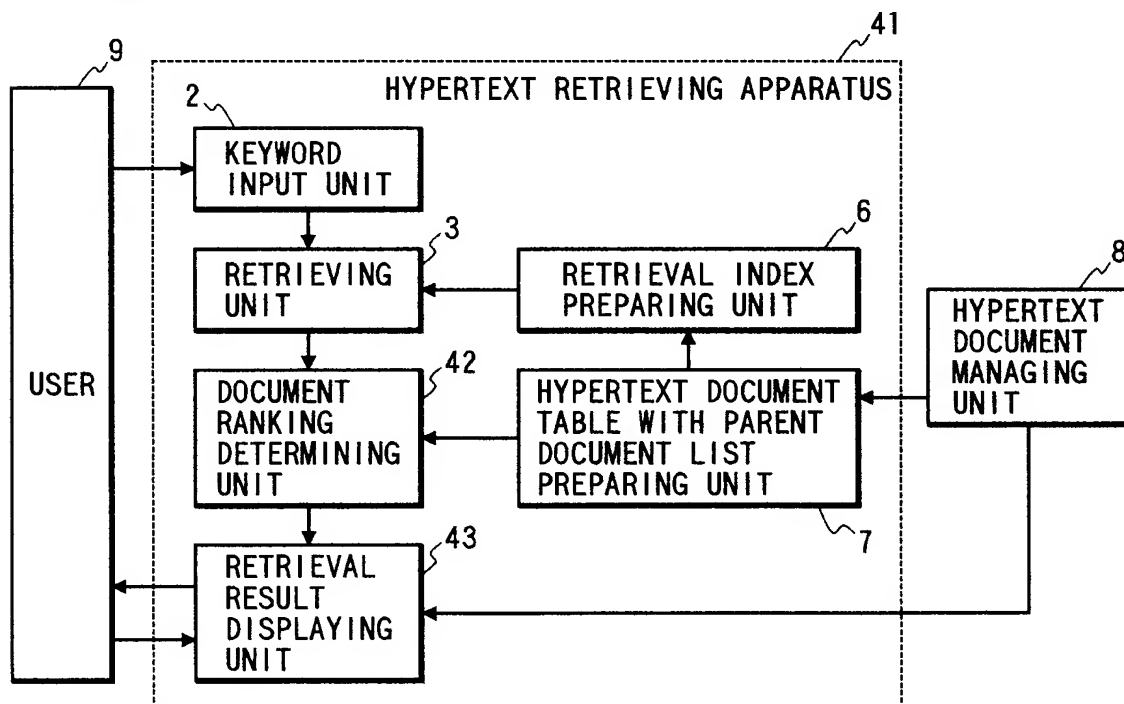 41
9
HYPERTEXT RETRIEVING APPARATUS
2
KEYWORD
INPUT UNIT
3
RETRIEVING
UNIT
6
RETRIEVAL INDEX
PREPARING UNIT
8
HYPERTEXT
DOCUMENT
MANAGING
UNIT
USER
42
DOCUMENT
RANKING
DETERMINING
UNIT
HYPERTEXT DOCUMENT
TABLE WITH PARENT
DOCUMENT LIST
PREPARING UNIT
7
43
RETRIEVAL
RESULT
DISPLAYING
UNIT